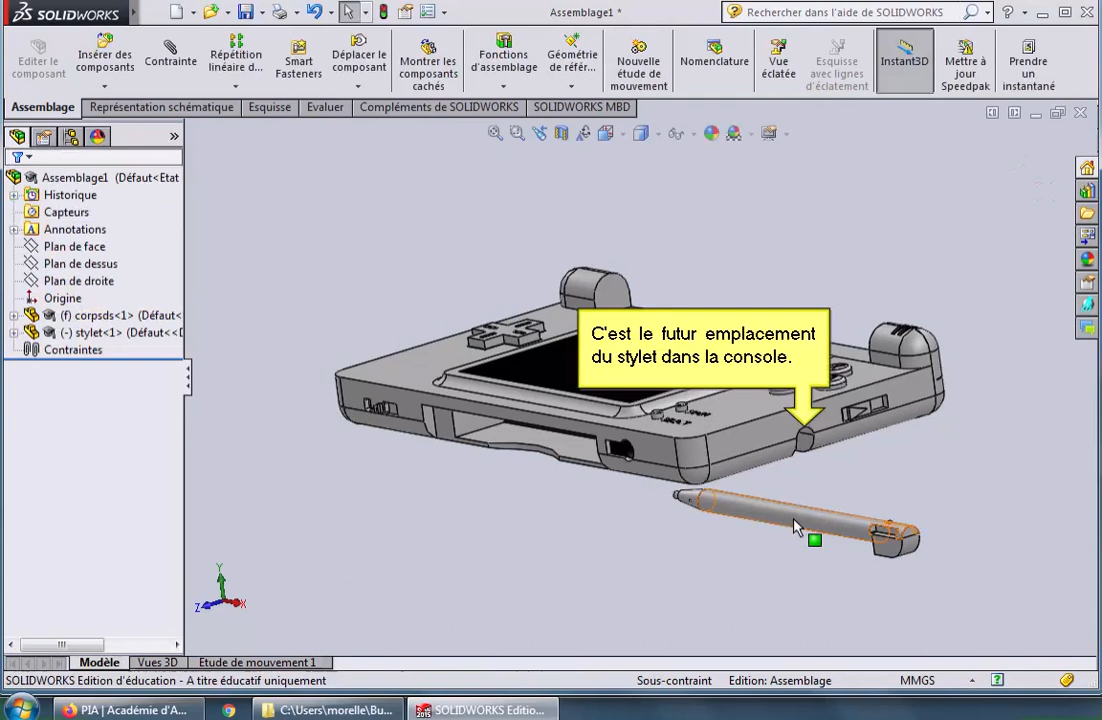 SOLIDWORKS
Assemblage1 *
Rechercher dans l'aide de SOLIDWORKS
Editer le composant
Insérer des composants
Contrainte
Répétition linéaire d...
Smart Fasteners
Déplacer le composant
Montrer les composants cachés
Fonctions d'assemblage
Géométrie de référ...
Nouvelle étude de mouvement
Nomenclature
Vue éclatée
Esquisse avec lignes d'éclatement
Instant3D
Mettre à jour Speedpak
Prendre un instantané
Assemblage
Représentation schématique
Esquisse
Evaluer
Compléments de SOLIDWORKS
SOLIDWORKS MBD
Assemblage1 (Défaut<Etat
Historique
Capteurs
Annotations
Plan de face
Plan de dessus
Plan de droite
Origine
(f) corpsds<1> (Défaut<
(-) stylet<1> (Défaut<<D
Contraintes
C'est le futur emplacement
du stylet dans la console.
Y
Z
X
Modèle
Vues 3D
Etude de mouvement 1
SOLIDWORKS Edition d'éducation - A titre éducatif uniquement
Sous-contraint
Edition: Assemblage
MMGS
PIA | Académie d'A...
C:\Users\morelle\Bu...
SOLIDWORKS Editio...